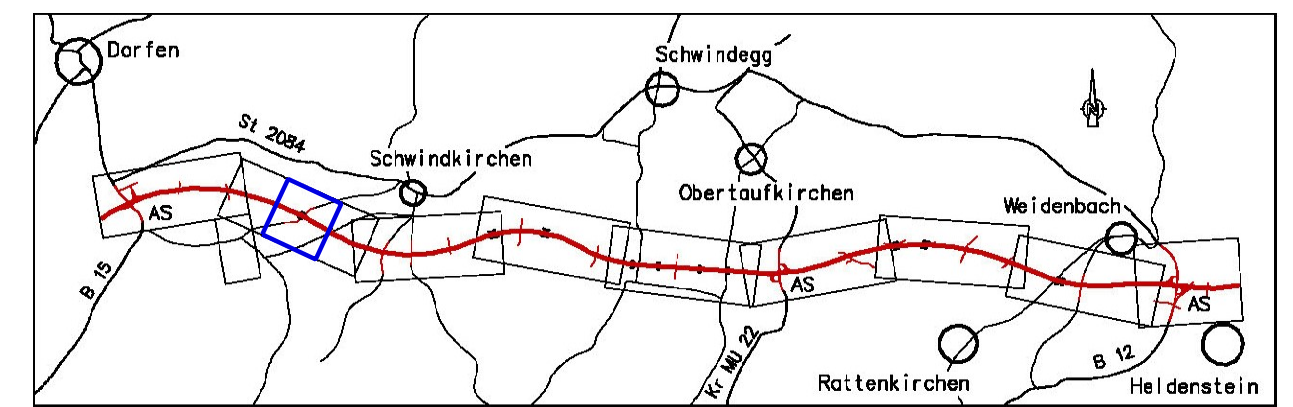 Dorfen
Schwindegg
St 2084
Schwindkirchen
N
Obertaufkirchen
Weidenbach
AS
B 15
AS
AS
Kr MÜ 22
B 12
Rattenkirchen
Heldenstein